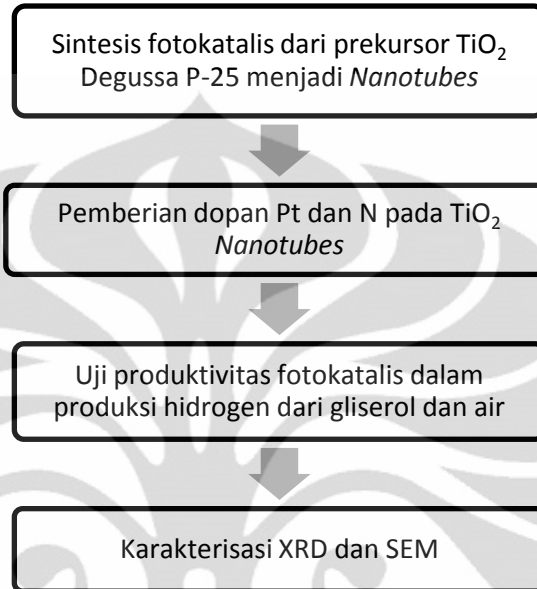 Sintesis fotokatalis dari prekursor TiO₂
Degussa P-25 menjadi Nanotubes
Pemberian dopan Pt dan N pada TiO₂
Nanotubes
Uji produktivitas fotokatalis dalam
produksi hidrogen dari gliserol dan air
Karakterisasi XRD dan SEM